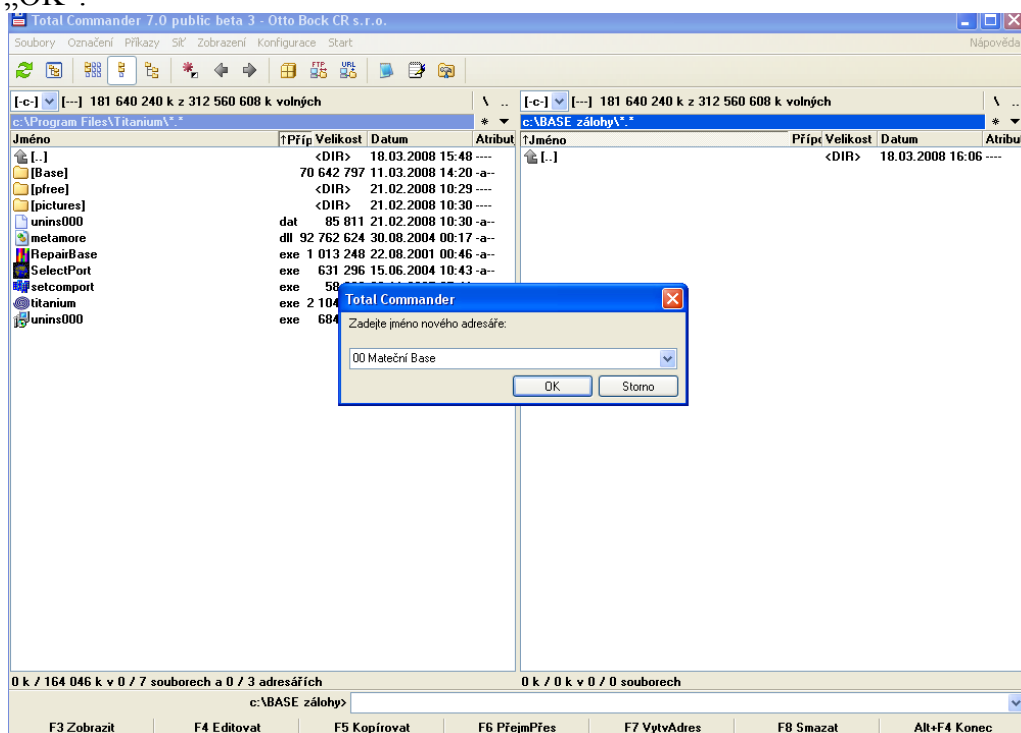 „OK“.
Total Commander 7.0 public beta 3 - Otto Bock CR s.r.o.
Soubory Označení Příkazy Síť Zobrazení Konfigurace Start Nápověda
FTP URL
[-c-] [---] 181 640 240 k z 312 560 608 k volných \ .. [-c-] [---] 181 640 240 k z 312 560 608 k volných \ ..
c:\Program Files\Titanium\*.* * c:\BASE zálohy\*.* *
Jméno ↑Příp Velikost Datum Atribut ↑Jméno Přípo Velikost Datum Atribu
[..] <DIR> 18.03.2008 15:48 ---- [..] <DIR> 18.03.2008 16:06 ----
[Base] 70 642 797 11.03.2008 14:20 -a--
[pfree] <DIR> 21.02.2008 10:29 ----
[pictures] <DIR> 21.02.2008 10:30 ----
unins000 dat 85 811 21.02.2008 10:30 -a--
metamore dll 92 762 624 30.08.2004 00:17 -a--
RepairBase exe 1 013 248 22.08.2001 00:46 -a--
SelectPort exe 631 296 15.06.2004 10:43 -a--
setcomport exe 58
titanium exe 2 104
unins000 exe 684
Total Commander
Zadejte jméno nového adresáře:
00 Mateční Base
OK Storno
0 k / 164 046 k v 0 / 7 souborech a 0 / 3 adresářích 0 k / 0 k v 0 / 0 souborech
c:\BASE zálohy>
F3 Zobrazit F4 Editovat F5 Kopírovat F6 PřejmPřes F7 VytvAdres F8 Smazat Alt+F4 Konec